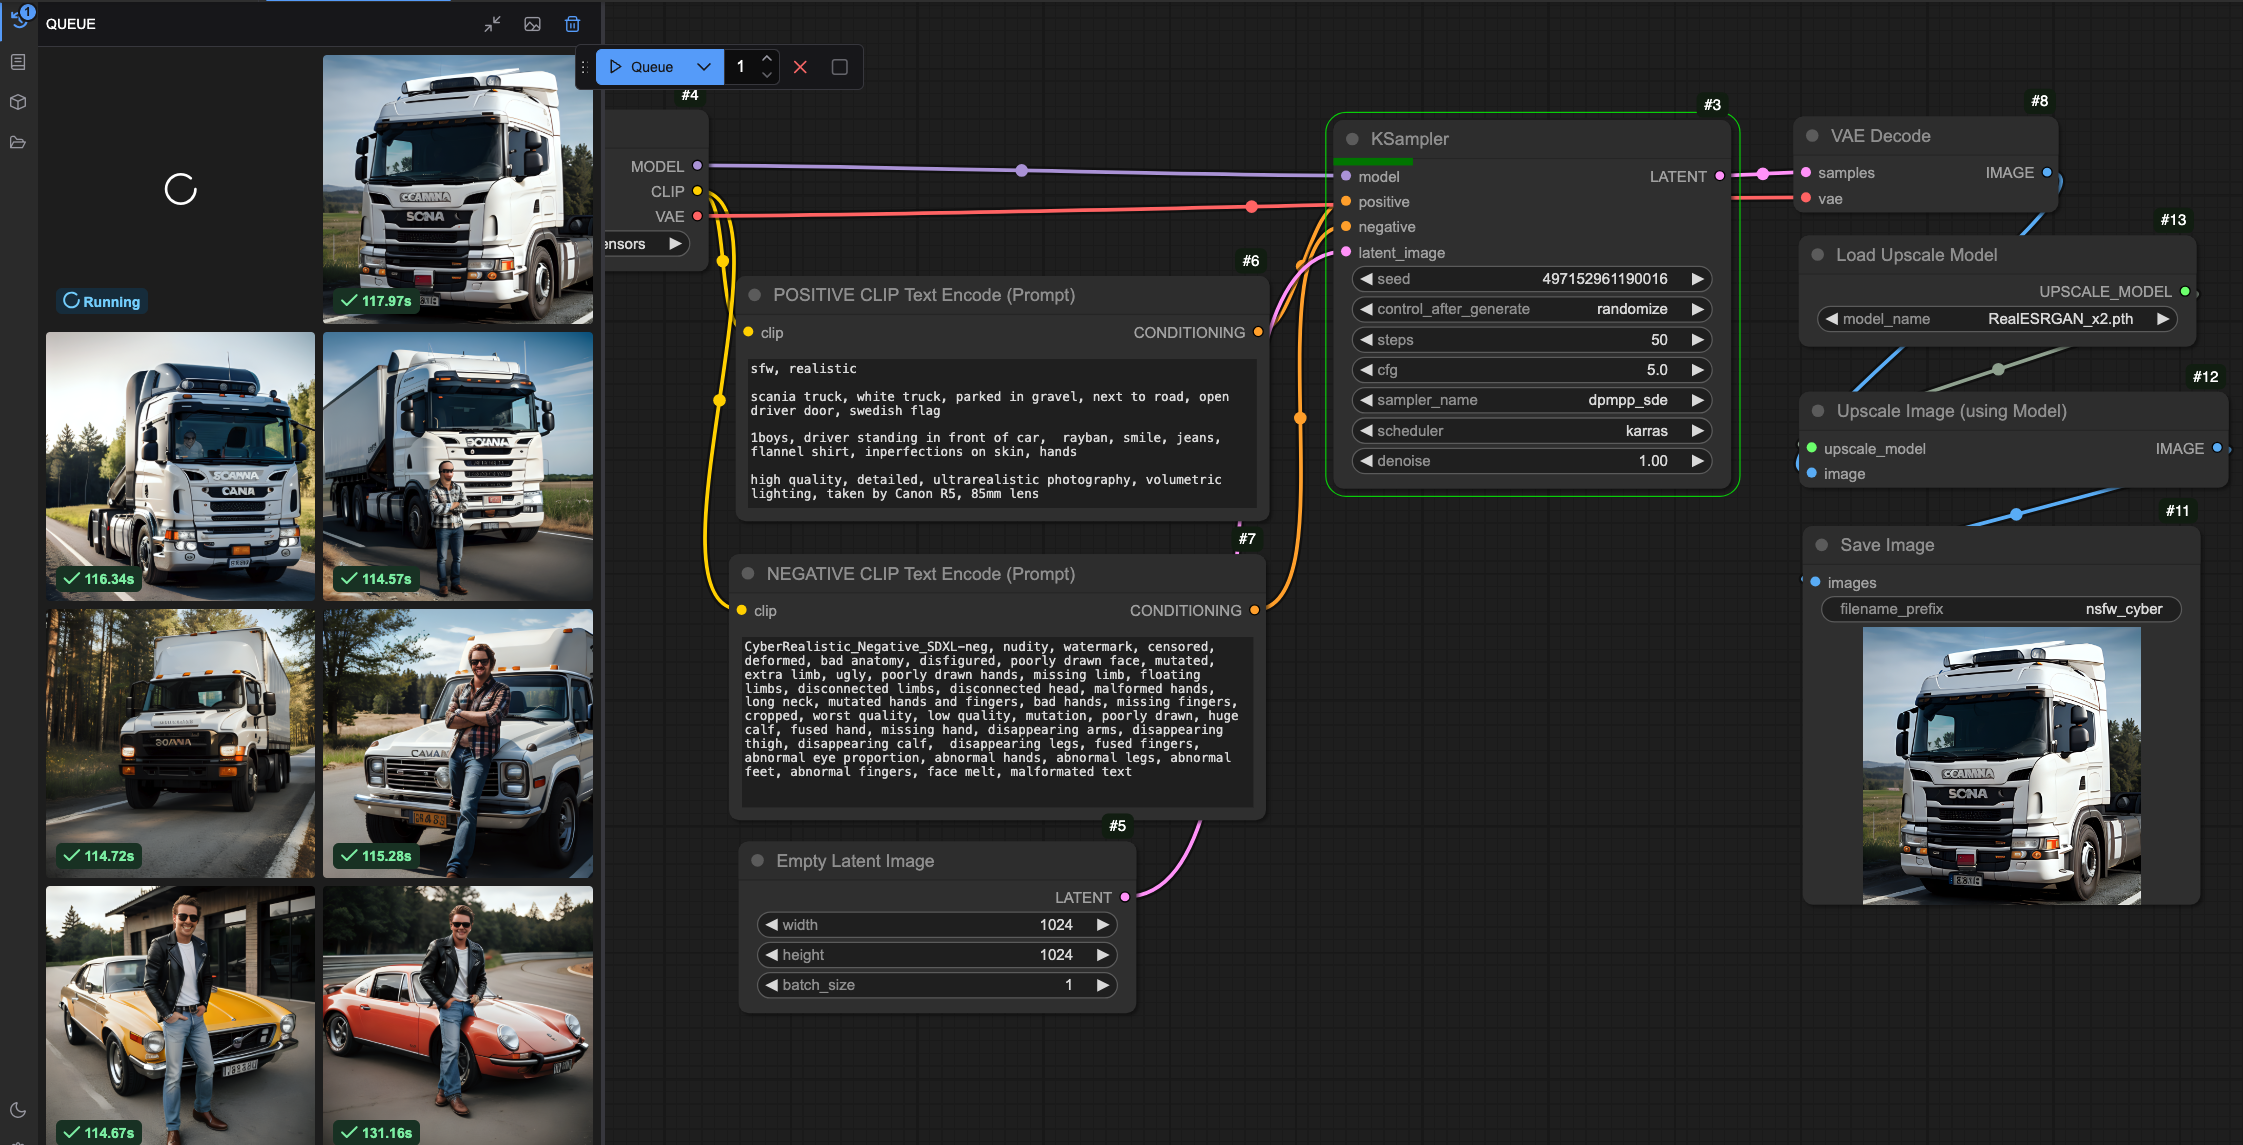 1
QUEUE
Running
117.97s
116.34s
114.57s
114.72s
115.28s
114.67s
131.16s
SCANNA
CANA
SCAMNA
SCNA
Queue
1
#4
MODEL
CLIP
VAE
ensors
#6
POSITIVE CLIP Text Encode (Prompt)
clip
CONDITIONING
sfw, realistic
scania truck, white truck, parked in gravel, next to road, open
driver door, swedish flag
1boys, driver standing in front of car,  rayban, smile, jeans,
flannel shirt, inperfections on skin, hands
high quality, detailed, ultrarealistic photography, volumetric
lighting, taken by Canon R5, 85mm lens
#7
NEGATIVE CLIP Text Encode (Prompt)
clip
CONDITIONING
CyberRealistic_Negative_SDXL-neg, nudity, watermark, censored,
deformed, bad anatomy, disfigured, poorly drawn face, mutated,
extra limb, ugly, poorly drawn hands, missing limb, floating
limbs, disconnected limbs, disconnected head, malformed hands,
long neck, mutated hands and fingers, bad hands, missing fingers,
cropped, worst quality, low quality, mutation, poorly drawn, huge
calf, fused hand, missing hand, disappearing arms, disappearing
thigh, disappearing calf,  disappearing legs, fused fingers,
abnormal eye proportion, abnormal hands, abnormal legs, abnormal
feet, abnormal fingers, face melt, malformated text
#5
Empty Latent Image
LATENT
width 1024
height 1024
batch_size 1
#3
KSampler
model LATENT
positive
negative
latent_image
seed 497152961190016
control_after_generate randomize
steps 50
cfg 5.0
sampler_name dpmpp_sde
scheduler karras
denoise 1.00
#8
VAE Decode
samples IMAGE
vae
#13
Load Upscale Model
UPSCALE_MODEL
model_name RealESRGAN_x2.pth
#12
Upscale Image (using Model)
upscale_model IMAGE
image
#11
Save Image
images
filename_prefix nsfw_cyber